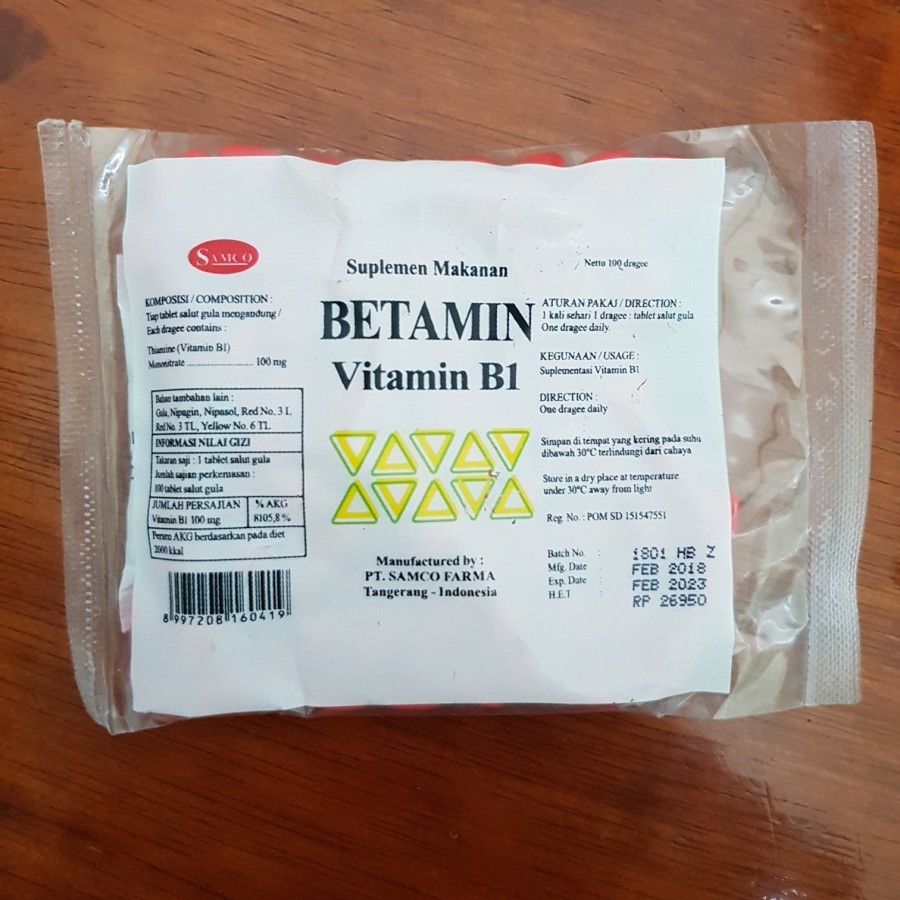 SAMCO
KOMPOSISI / COMPOSITION :
Tiap tablet salut gula mengandung /
Each dragee contains :
Thiamine (Vitamin B1)
Mononitrate ........................ 100 mg
Bahan tambahan lain :
Gula, Nipagin, Nipasol, Red No. 3 L,
Red No. 3 TL, Yellow No. 6 TL
INFORMASI NILAI GIZI
Takaran saji : 1 tablet salut gula
Jumlah sajian perkemasan :
100 tablet salut gula
JUMLAH PERSAJIAN % AKG
Vitamin B1 100 mg 8105,8 %
Persen AKG berdasarkan pada diet
2000 kkal
8 997208 160419
Suplemen Makanan
BETAMIN
Vitamin B1
Manufactured by :
PT. SAMCO FARMA
Tangerang - Indonesia
Netto 100 dragee
ATURAN PAKAI / DIRECTION :
1 kali sehari 1 dragee : tablet salut gula
One dragee daily.
KEGUNAAN / USAGE :
Suplementasi Vitamin B1
DIRECTION :
One dragee daily
Simpan di tempat yang kering pada suhu
dibawah 30°C terlindungi dari cahaya
Store in a dry place at temperature
under 30°C away from light
Reg. No. : POM SD 151547551
Batch No. : 1801 HB Z
Mfg. Date : FEB 2018
Exp. Date : FEB 2023
H.E.T : RP 26950